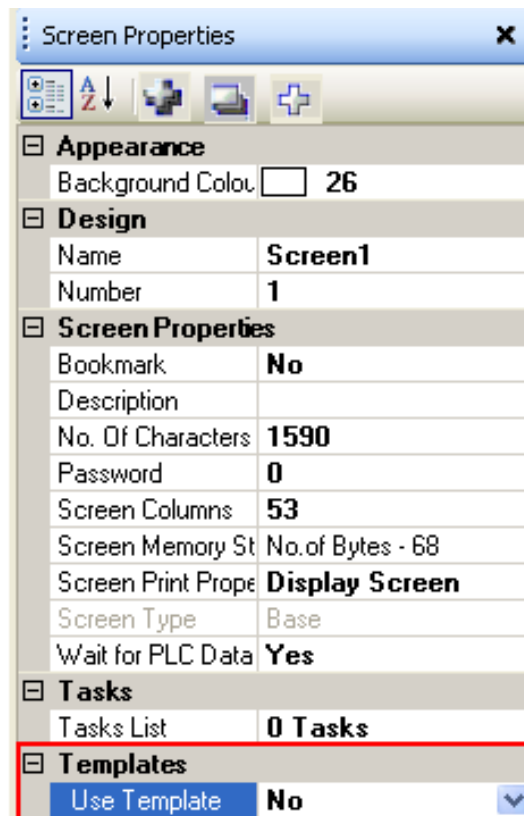 Screen Properties
A Z
Appearance
Background Colou 26
Design
Name Screen1
Number 1
Screen Properties
Bookmark No
Description
No. Of Characters 1590
Password 0
Screen Columns 53
Screen Memory St No.of Bytes - 68
Screen Print Prope Display Screen
Screen Type Base
Wait for PLC Data Yes
Tasks
Tasks List 0 Tasks
Templates
Use Template No